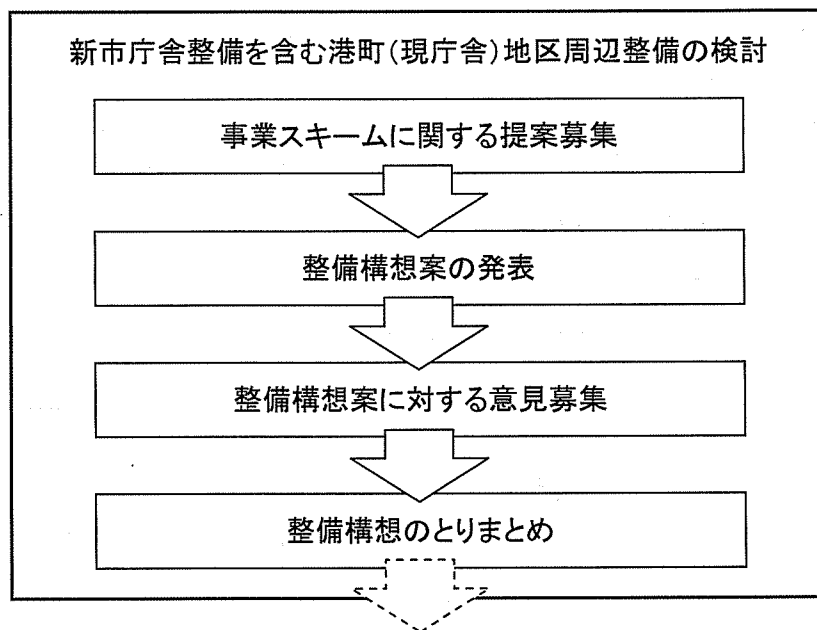 新市庁舎整備を含む港町(現庁舎)地区周辺整備の検討
事業スキームに関する提案募集
整備構想案の発表
整備構想案に対する意見募集
整備構想のとりまとめ